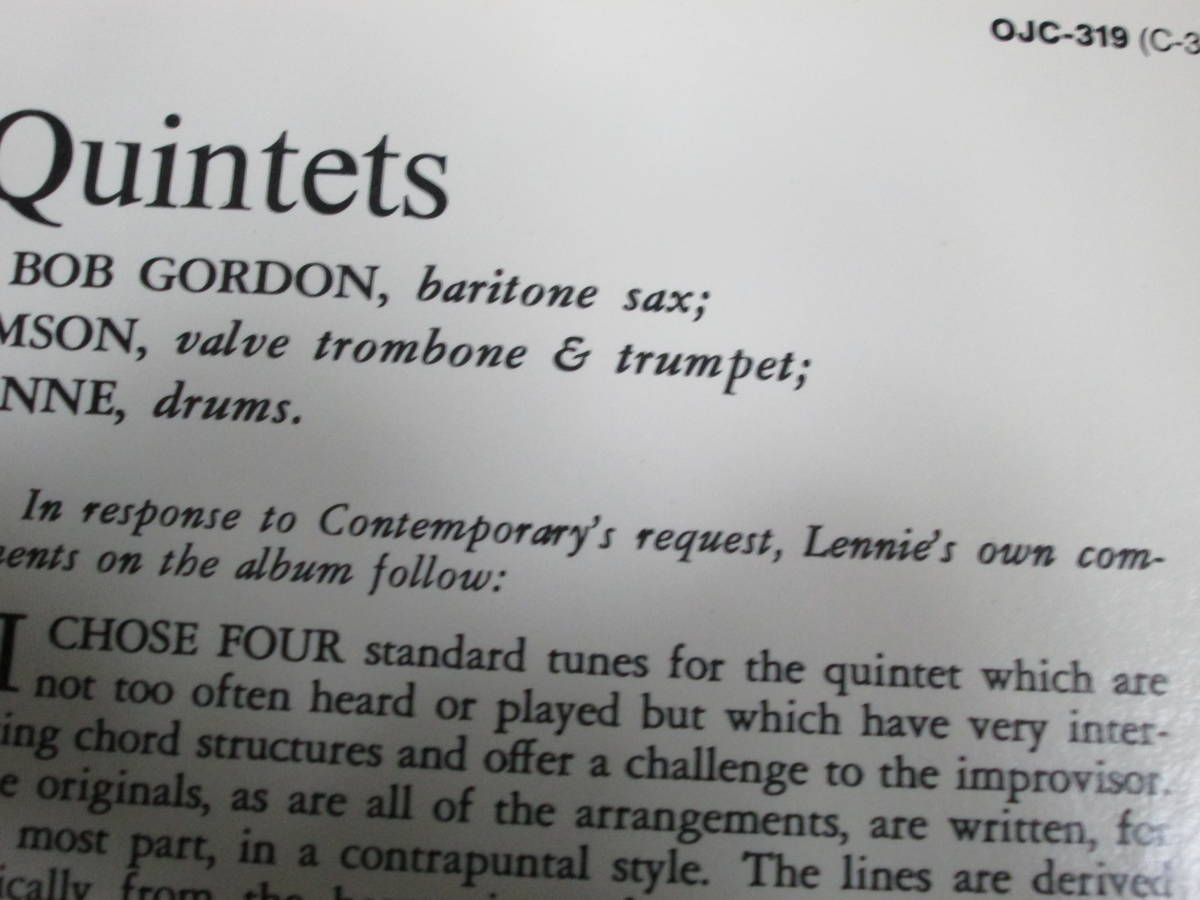 OJC-319 (C-3
Quintets
BOB GORDON, baritone sax;
MSON, valve trombone & trumpet;
NNE, drums.
In response to Contemporary's request, Lennie's own com-
ents on the album follow:
I CHOSE FOUR standard tunes for the quintet which are
not too often heard or played but which have very inter-
ing chord structures and offer a challenge to the improvisor.
e originals, as are all of the arrangements, are written, for
most part, in a contrapuntal style. The lines are derived
ically from the